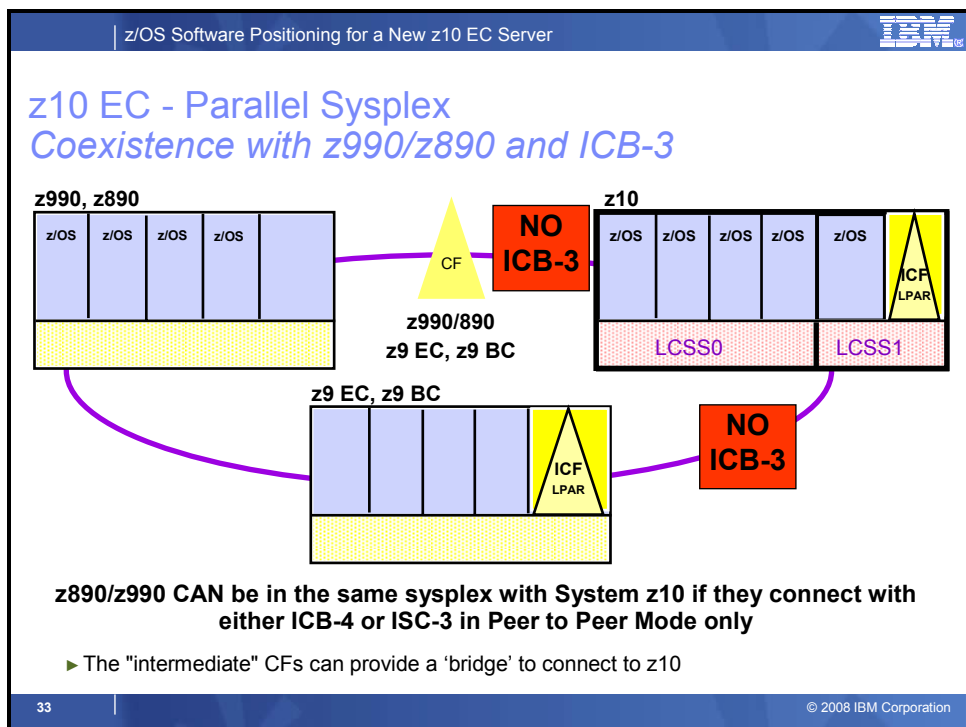 z/OS Software Positioning for a New z10 EC Server
IBM®
z10 EC - Parallel Sysplex
Coexistence with z990/z890 and ICB-3
z990, z890
z/OS z/OS z/OS z/OS
CF
z990/890
z9 EC, z9 BC
NO
ICB-3
z10
z/OS z/OS z/OS z/OS z/OS
ICF
LPAR
LCSS0 LCSS1
z9 EC, z9 BC
ICF
LPAR
NO
ICB-3
z890/z990 CAN be in the same sysplex with System z10 if they connect with
either ICB-4 or ISC-3 in Peer to Peer Mode only
►The "intermediate" CFs can provide a ‘bridge’ to connect to z10
33
© 2008 IBM Corporation